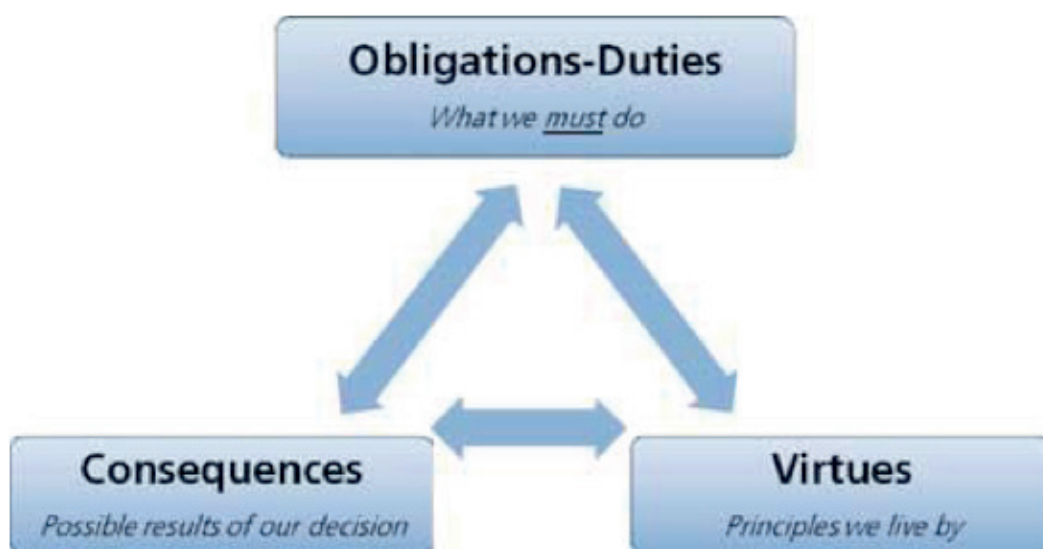 Obligations-Duties
What we must do
Consequences
Possible results of our decision
Virtues
Principles we live by